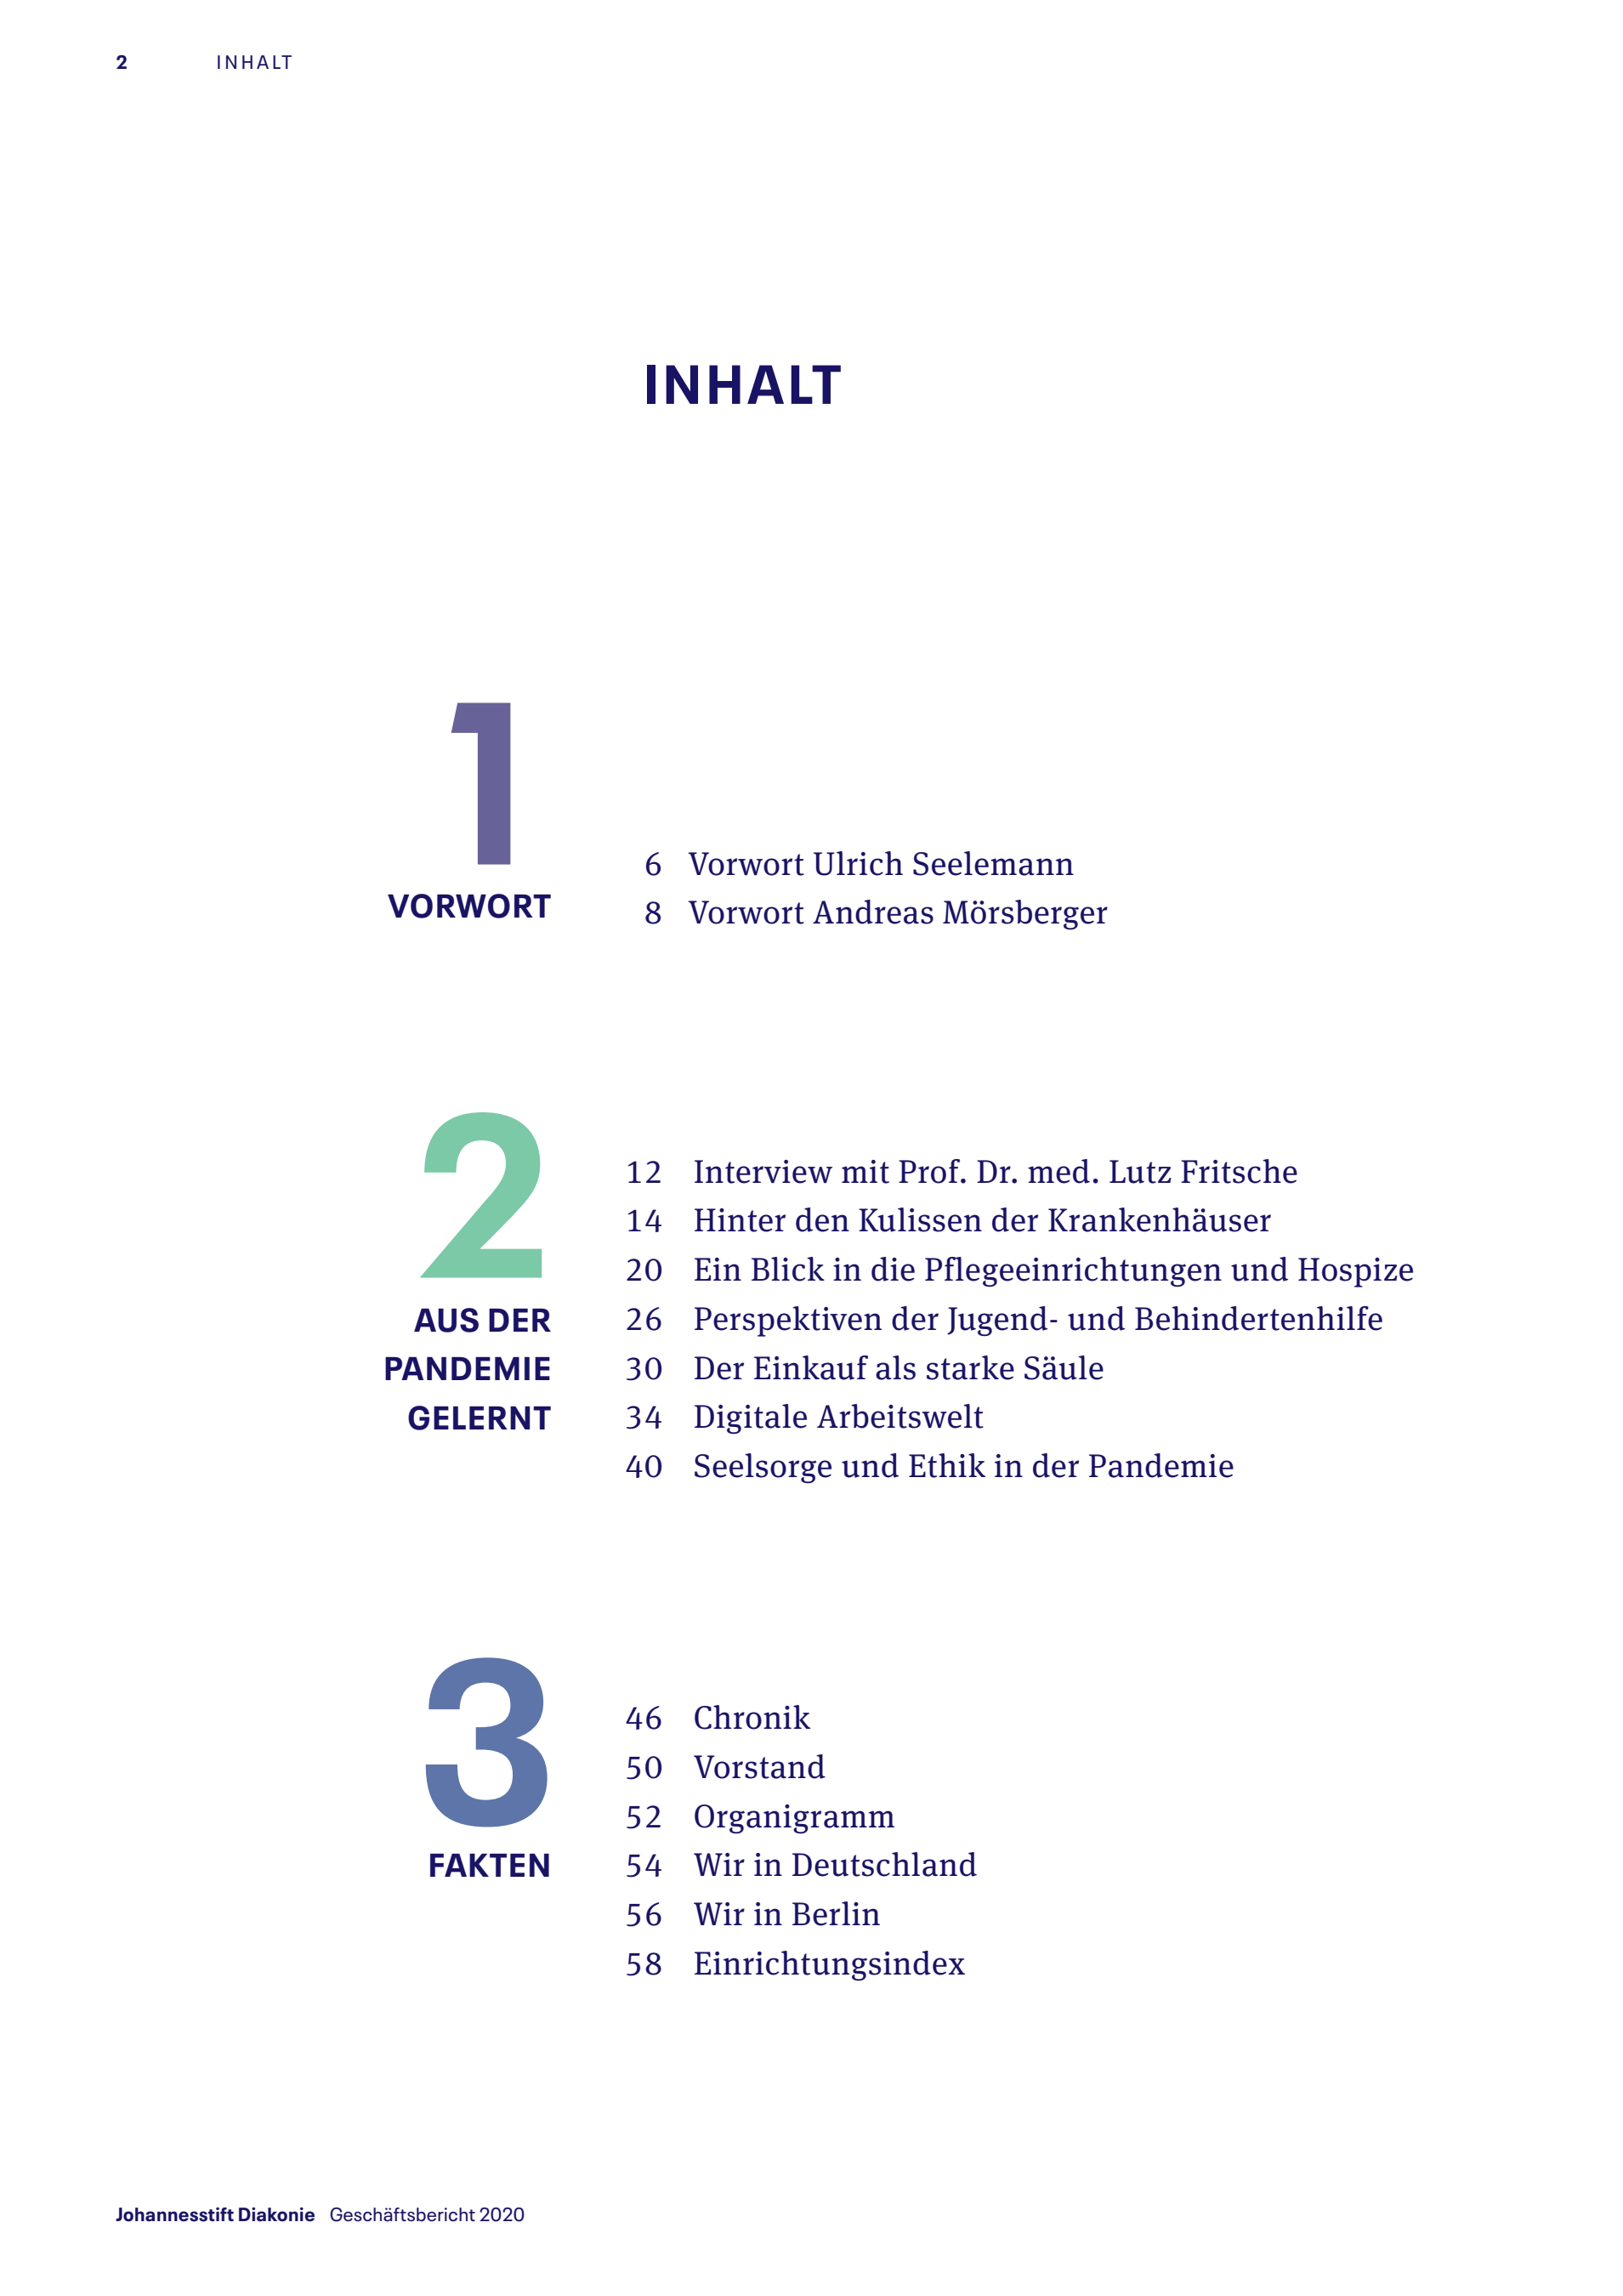 2 INHALT
INHALT
1
VORWORT
6 Vorwort Ulrich Seelemann
8 Vorwort Andreas Mörsberger
2
AUS DER
PANDEMIE
GELERNT
12 Interview mit Prof. Dr. med. Lutz Fritsche
14 Hinter den Kulissen der Krankenhäuser
20 Ein Blick in die Pflegeeinrichtungen und Hospize
26 Perspektiven der Jugend- und Behindertenhilfe
30 Der Einkauf als starke Säule
34 Digitale Arbeitswelt
40 Seelsorge und Ethik in der Pandemie
3
FAKTEN
46 Chronik
50 Vorstand
52 Organigramm
54 Wir in Deutschland
56 Wir in Berlin
58 Einrichtungsindex
Johannesstift Diakonie Geschäftsbericht 2020